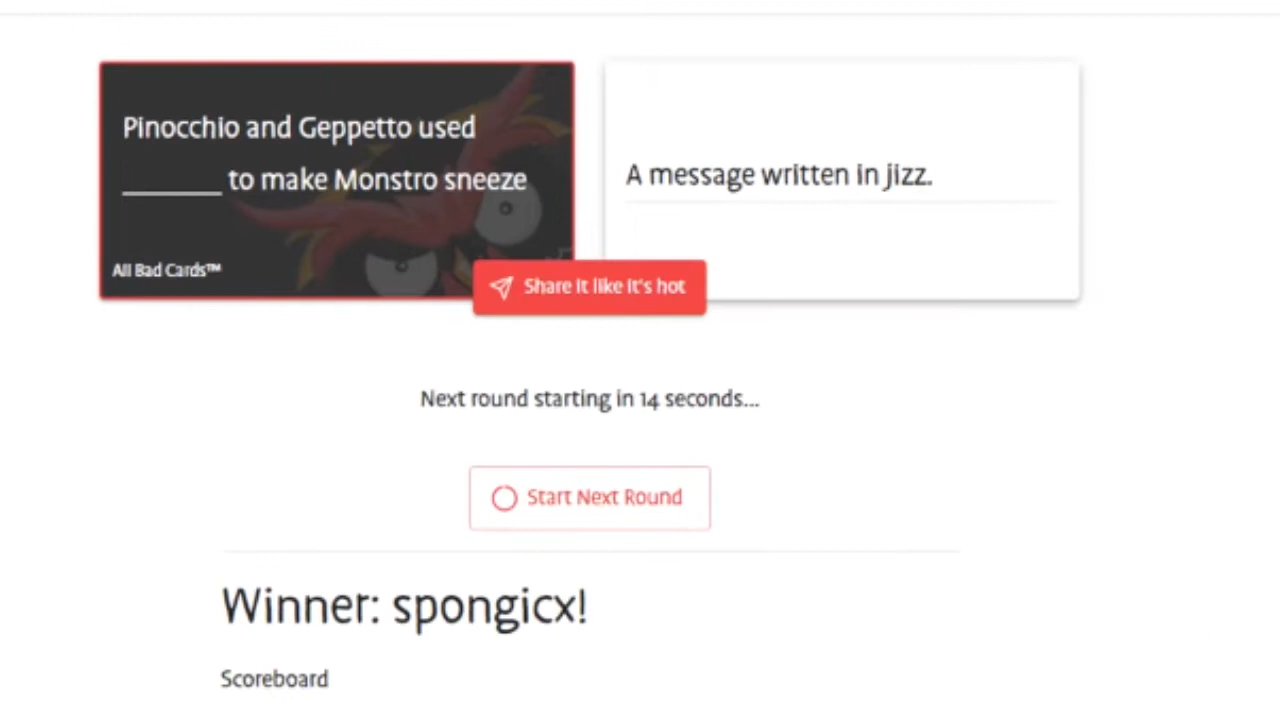 Pinocchio and Geppetto used
_______ to make Monstro sneeze
All Bad Cards™
A message written in jizz.
Share it like it's hot
Next round starting in 14 seconds...
Start Next Round
Winner: spongicx!
Scoreboard